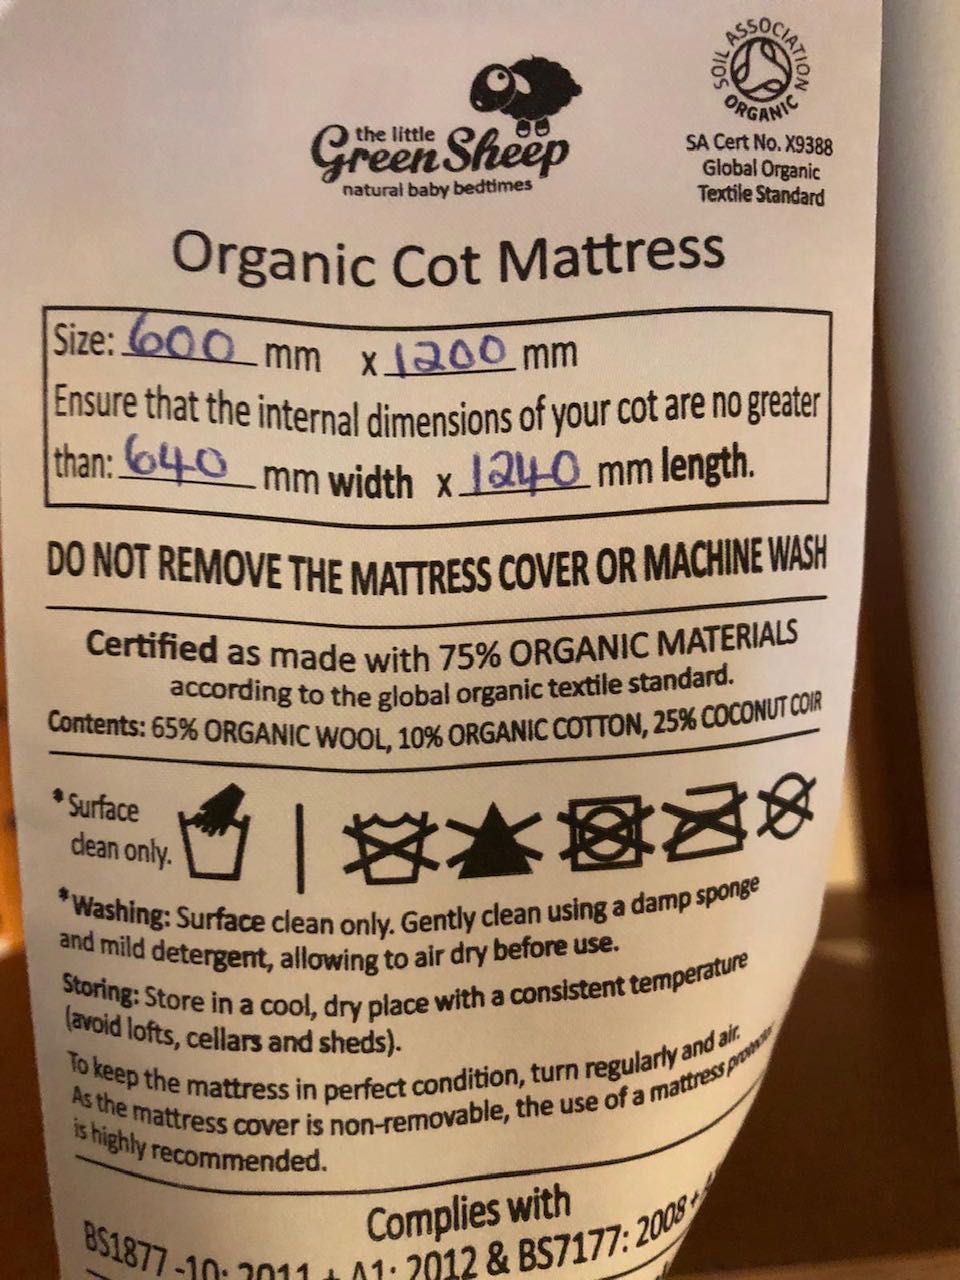 the little
Green Sheep
natural baby bedtimes
SOIL ASSOCIATION
ORGANIC
SA Cert No. X9388
Global Organic
Textile Standard
Organic Cot Mattress
Size: 600 mm x 1200 mm
Ensure that the internal dimensions of your cot are no greater
than: 640 mm width x 1240 mm length.
DO NOT REMOVE THE MATTRESS COVER OR MACHINE WASH
Certified as made with 75% ORGANIC MATERIALS
according to the global organic textile standard.
Contents: 65% ORGANIC WOOL, 10% ORGANIC COTTON, 25% COCONUT COIR
*Surface
clean only.
*Washing: Surface clean only. Gently clean using a damp sponge
and mild detergent, allowing to air dry before use.
Storing: Store in a cool, dry place with a consistent temperature
(avoid lofts, cellars and sheds).
To keep the mattress in perfect condition, turn regularly and air.
As the mattress cover is non-removable, the use of a mattress protector
is highly recommended.
Complies with
BS1877-10: 2011 + A1: 2012 & BS7177: 2008 +